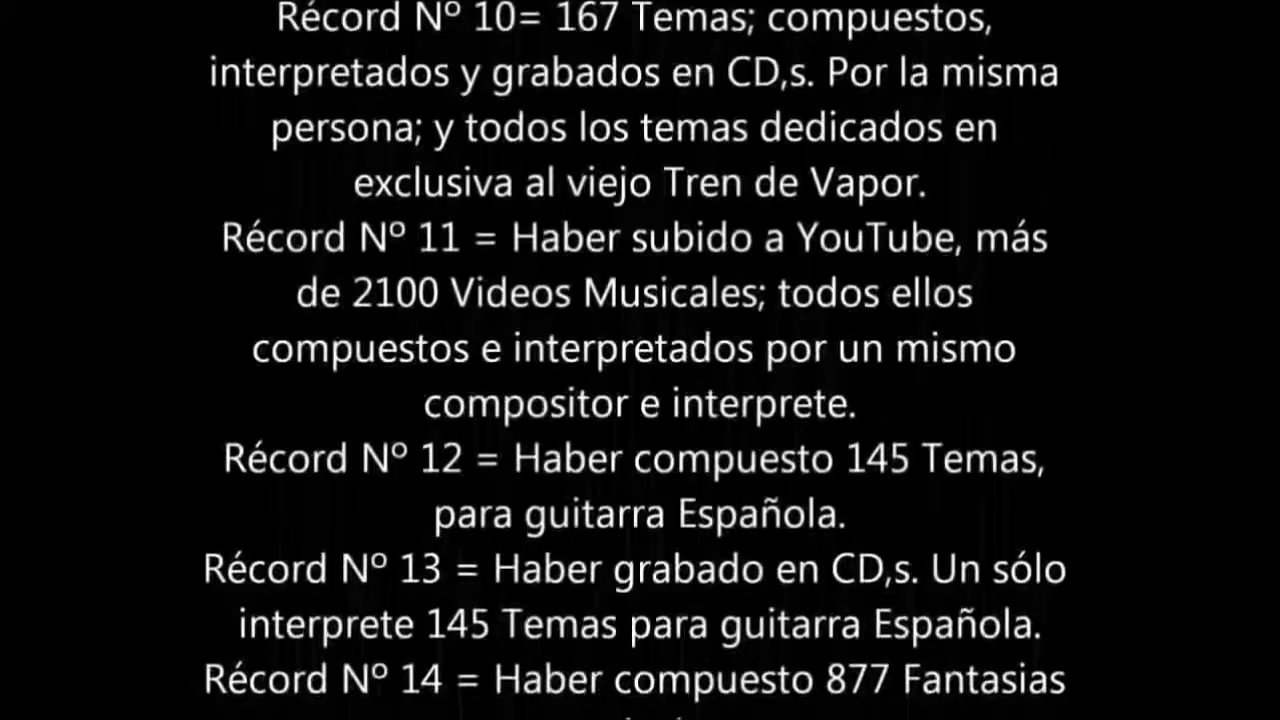 Récord Nº 10= 167 Temas; compuestos,
interpretados y grabados en CD,s. Por la misma
persona; y todos los temas dedicados en
exclusiva al viejo Tren de Vapor.
Récord Nº 11 = Haber subido a YouTube, más
de 2100 Videos Musicales; todos ellos
compuestos e interpretados por un mismo
compositor e interprete.
Récord Nº 12 = Haber compuesto 145 Temas,
para guitarra Española.
Récord Nº 13 = Haber grabado en CD,s. Un sólo
interprete 145 Temas para guitarra Española.
Récord Nº 14 = Haber compuesto 877 Fantasias